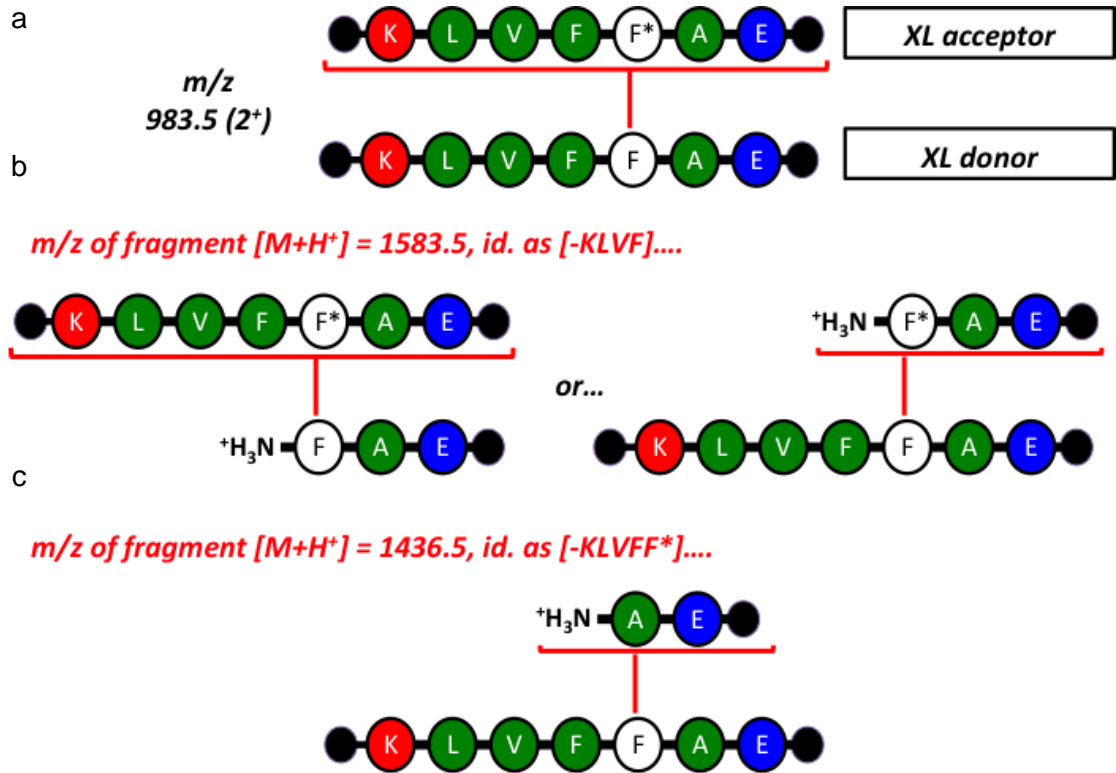 a
K L V F F* A E
XL acceptor
m/z
983.5 (2+)
K L V F F A E
XL donor
b
m/z of fragment [M+H+] = 1583.5, id. as [-KLVF]....
K L V F F* A E
+H3N F* A E
or...
+H3N F A E
K L V F F A E
c
m/z of fragment [M+H+] = 1436.5, id. as [-KLVFF*]....
+H3N A E
K L V F F A E